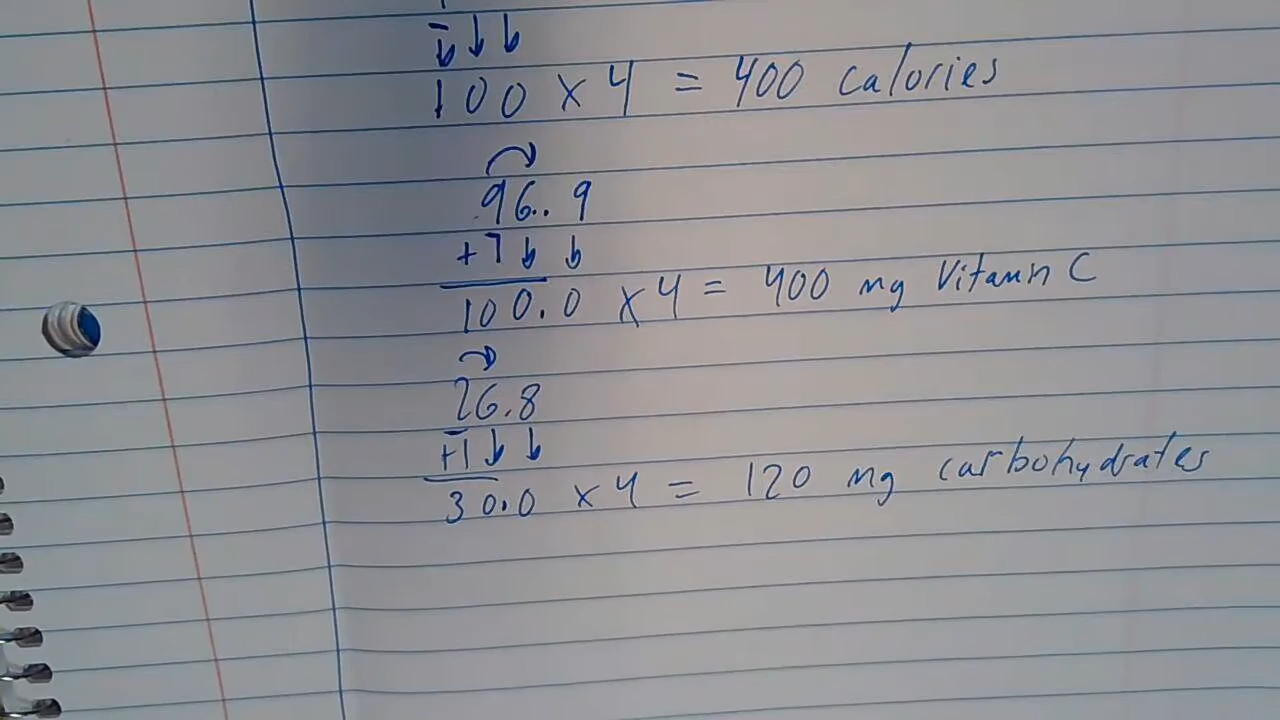 100 x 4 = 400 calories
96.9
+7
100.0 x 4 = 400 mg Vitamin C
26.8
+1
30.0 x 4 = 120 mg carbohydrates